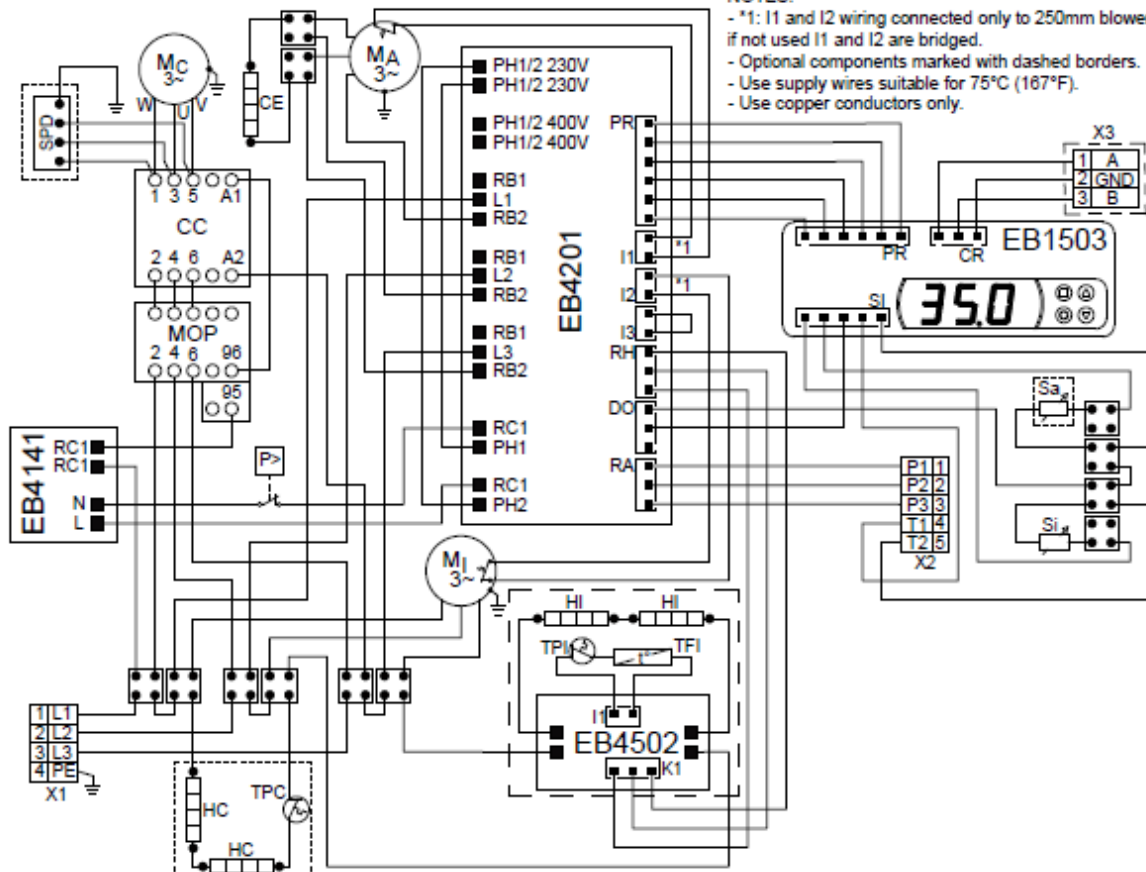 NOTES:
- *1: I1 and I2 wiring connected only to 250mm blowe
if not used I1 and I2 are bridged.
- Optional components marked with dashed borders.
- Use supply wires suitable for 75°C (167°F).
- Use copper conductors only.
MC
3~
W
U
V
SPD
1 3 5 A1
CC
2 4 6 A2
MOP
2 4 6 96
95
EB4141
RC1
RC1
N
L
P>
CE
MA
3~
EB4201
PH1/2 230V
PH1/2 230V
PH1/2 400V
PH1/2 400V
RB1
L1
RB2
RB1
L2
RB2
RB1
L3
RB2
RC1
PH1
RC1
PH2
PR
I1
*1
I2
*1
I3
RH
DO
RA
X3
1 A
2 GND
3 B
EB1503
PR
CR
SI
35.0
Sa
Si
P1 1
P2 2
P3 3
T1 4
T2 5
X2
MI
3~
HI
HI
TPI
t°
TFI
I1
EB4502
K1
1 L1
2 L2
3 L3
4 PE
X1
HC
TPC
HC